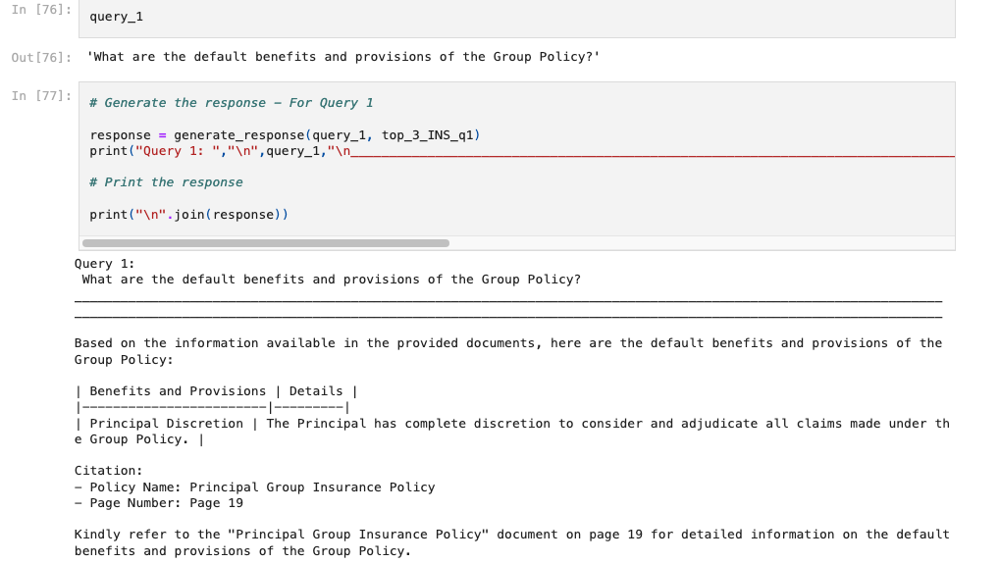 In [76]:
query_1
Out[76]: 'What are the default benefits and provisions of the Group Policy?'
In [77]:
# Generate the response – For Query 1
response = generate_response(query_1, top_3_INS_q1)
print("Query 1: ","\n",query_1,"\n_______________________________________________________________________________
# Print the response
print("\n".join(response))
Query 1:
What are the default benefits and provisions of the Group Policy?
_________________________________________________________________________________________________________________
_________________________________________________________________________________________________________________
Based on the information available in the provided documents, here are the default benefits and provisions of the
Group Policy:
| Benefits and Provisions | Details |
|------------------------|---------|
| Principal Discretion | The Principal has complete discretion to consider and adjudicate all claims made under th
e Group Policy. |
Citation:
- Policy Name: Principal Group Insurance Policy
- Page Number: Page 19
Kindly refer to the "Principal Group Insurance Policy" document on page 19 for detailed information on the default
benefits and provisions of the Group Policy.